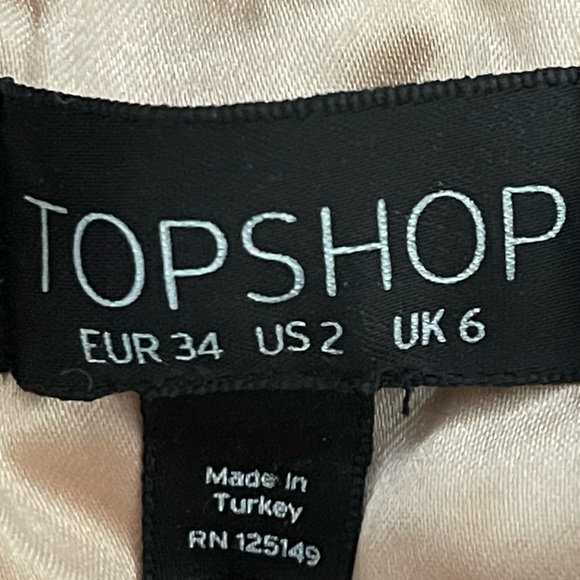 TOPSHOP
EUR 34 US 2 UK 6
Made in
Turkey
RN 125149